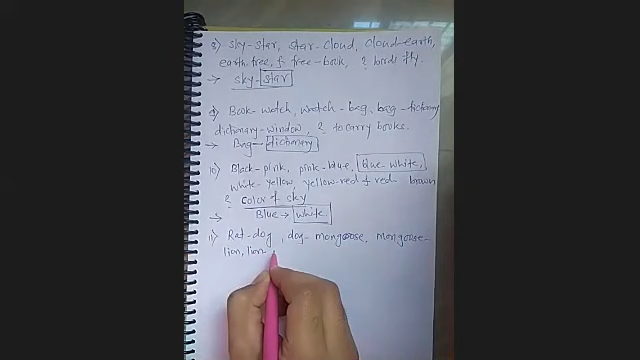 8) sky-star, star-cloud, cloud-earth,
earth-tree, & tree-book, ? birds fly.
→ sky-star
9) Book-watch, watch-bag, bag-dictionary
dictionary-window, ? to carry books.
→ Bag-dictionary
10) Black-pink, pink-blue, blue-white,
white-yellow, yellow-red & red brown
? color of sky
→ Blue → white
11) Rat-dog, dog-mongoose, mongoose-
lion, lion